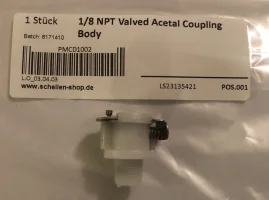 1 Stück 1/8 NPT Valved Acetal Coupling
Batch: 8171410 Body
PMCD1002
LiO_03.04.03
www.schellen-shop.de LS23135421 POS.001